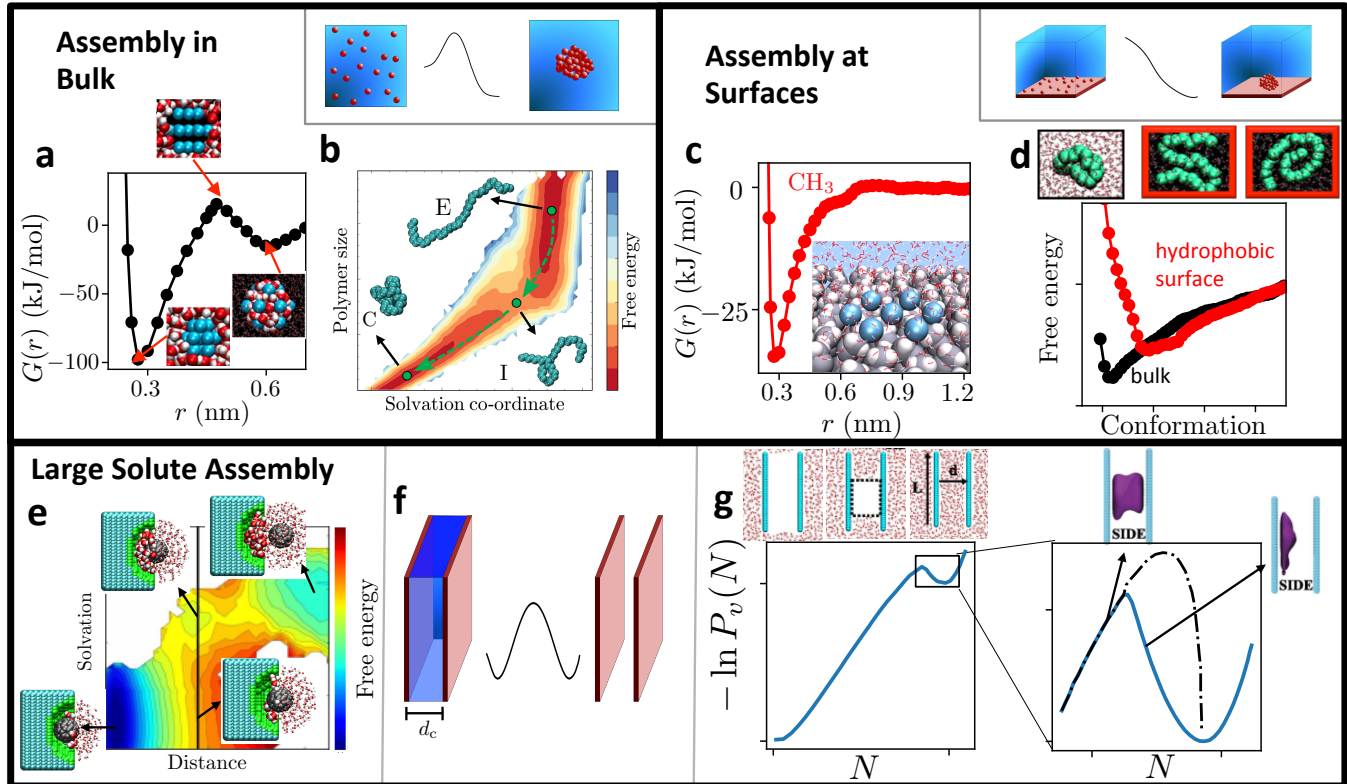 Assembly in
Bulk
a
0
−50
−100
G(r) (kJ/mol)
0.3
0.6
r (nm)
b
E
C
I
Polymer size
Solvation co-ordinate
Free energy
Assembly at
Surfaces
c
CH3
0
−25
G(r) (kJ/mol)
0.3
0.6
0.9
1.2
r (nm)
d
hydrophobic
surface
bulk
Free energy
Conformation
Large Solute Assembly
e
Solvation
Distance
Free energy
f
dc
g
L
d
− ln Pv(N)
N
SIDE
SIDE
N